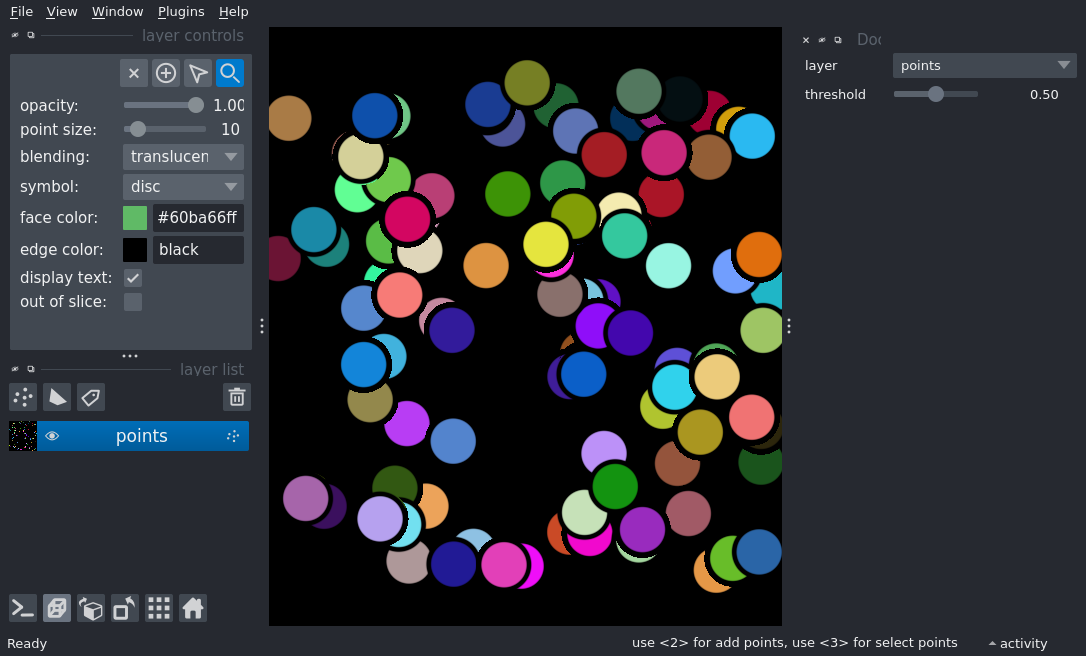 File View Window Plugins Help
layer controls
opacity: 1.00
point size: 10
blending: translucen
symbol: disc
face color: #60ba66ff
edge color: black
display text:
out of slice:
layer list
points
Doc
layer points
threshold 0.50
Ready
use <2> for add points, use <3> for select points
activity